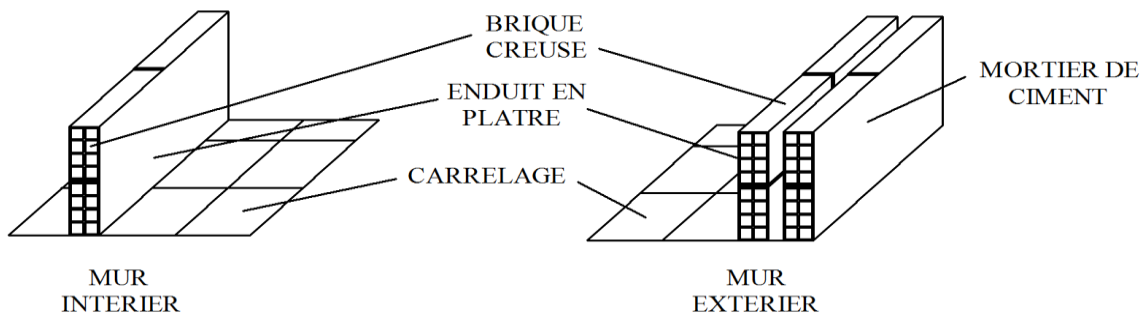 BRIQUE
CREUSE
ENDUIT EN
PLATRE
CARRELAGE
MORTIER DE
CIMENT
MUR
INTERIER
MUR
EXTERIER